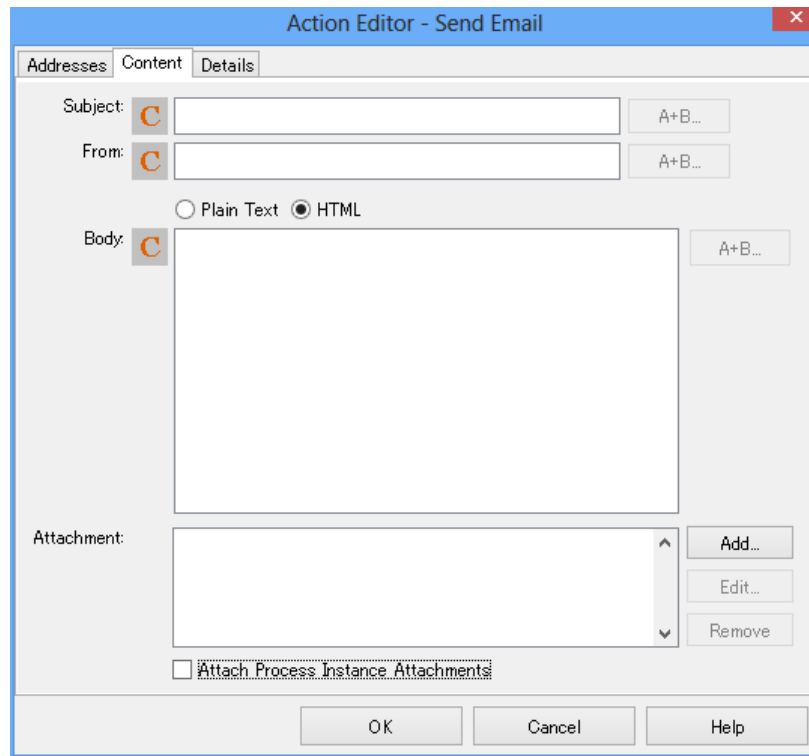 Action Editor - Send Email
Addresses Content Details
Subject: C A+B...
From: C A+B...
Plain Text HTML
Body: C A+B...
Attachment: Add...
Edit...
Remove
Attach Process Instance Attachments
OK Cancel Help